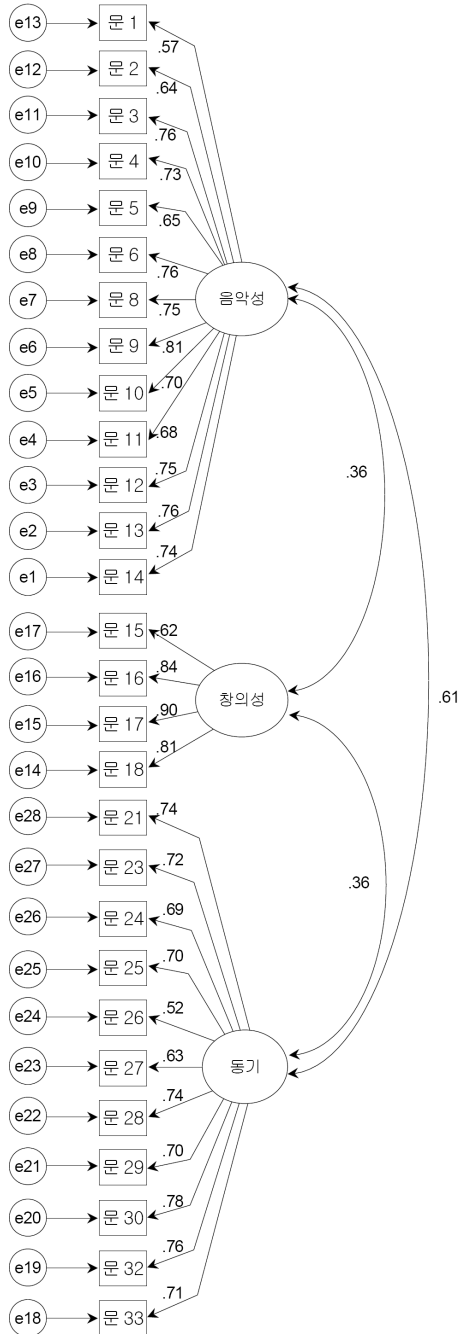 e13 문 1
.57
e12 문 2
.64
e11 문 3
.76
e10 문 4
.73
e9 문 5
.65
e8 문 6
.76
e7 문 8
.75
음악성
e6 문 9
.81
e5 문 10
.70
e4 문 11
.68
e3 문 12
.75
.36
e2 문 13
.76
e1 문 14
.74
e17 문 15
.62
e16 문 16
.84
창의성
.61
e15 문 17
.90
e14 문 18
.81
e28 문 21
.74
e27 문 23
.72
.36
e26 문 24
.69
e25 문 25
.70
e24 문 26
.52
e23 문 27
.63
동기
e22 문 28
.74
e21 문 29
.70
e20 문 30
.78
e19 문 32
.76
e18 문 33
.71